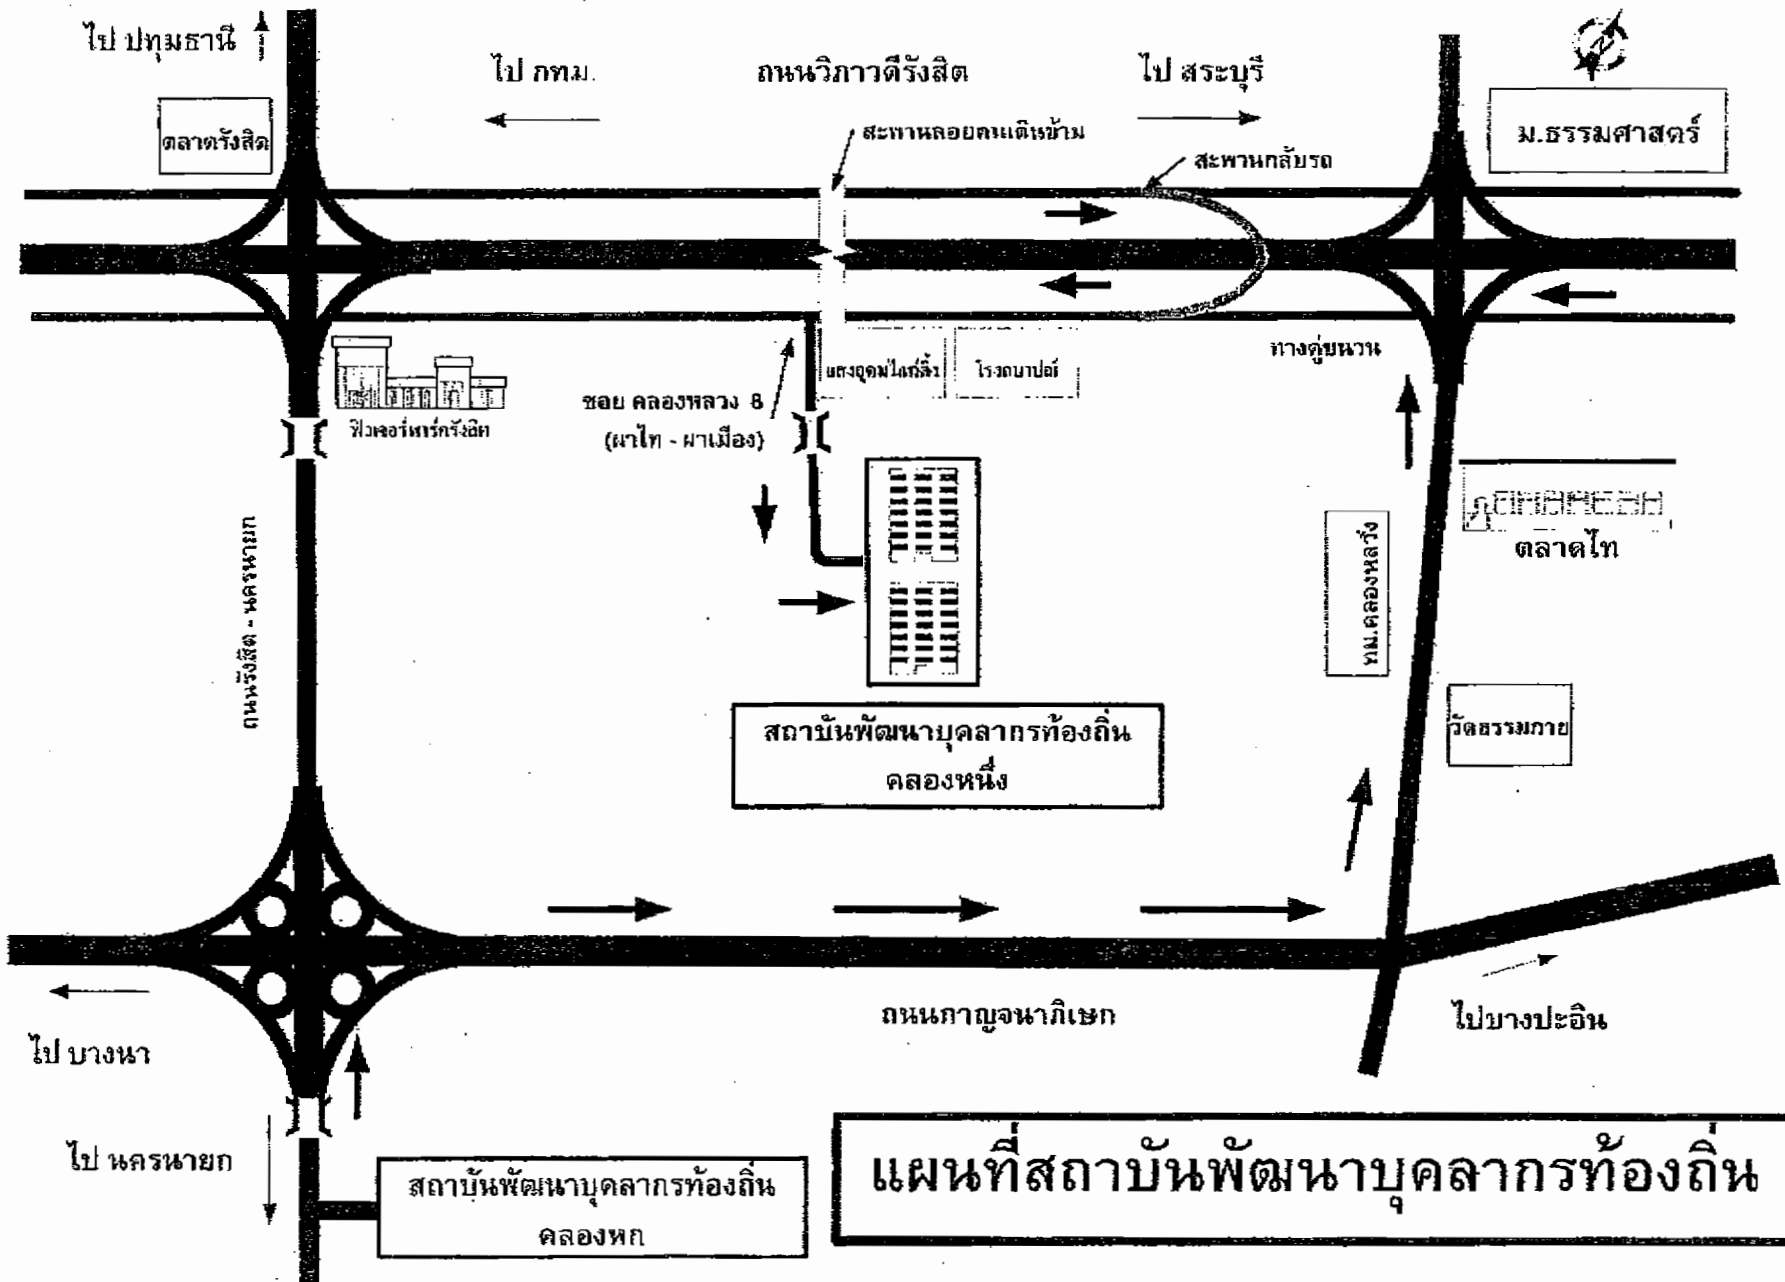 ไป ปทุมธานี
ไป กทม.
ถนนวิภาวดีรังสิต
ไป สระบุรี
N
ตลาดรังสิต
สะพานลอยคนเดินข้าม
สะพานกลับรถ
ม.ธรรมศาสตร์
ทางคู่ขนาน
ฟิวเจอร์พาร์ครังสิต
ซอย คลองหลวง 8
(ผาไท - ผาเมือง)
ถนนรังสิต - นครนายก
ทม.คลองหลวง
ตลาดไท
วัดธรรมกาย
สถาบันพัฒนาบุคลากรท้องถิ่น
คลองหนึ่ง
ถนนกาญจนาภิเษก
ไปบางปะอิน
ไป บางนา
ไป นครนายก
สถาบันพัฒนาบุคลากรท้องถิ่น
คลองหก
แผนที่สถาบันพัฒนาบุคลากรท้องถิ่น